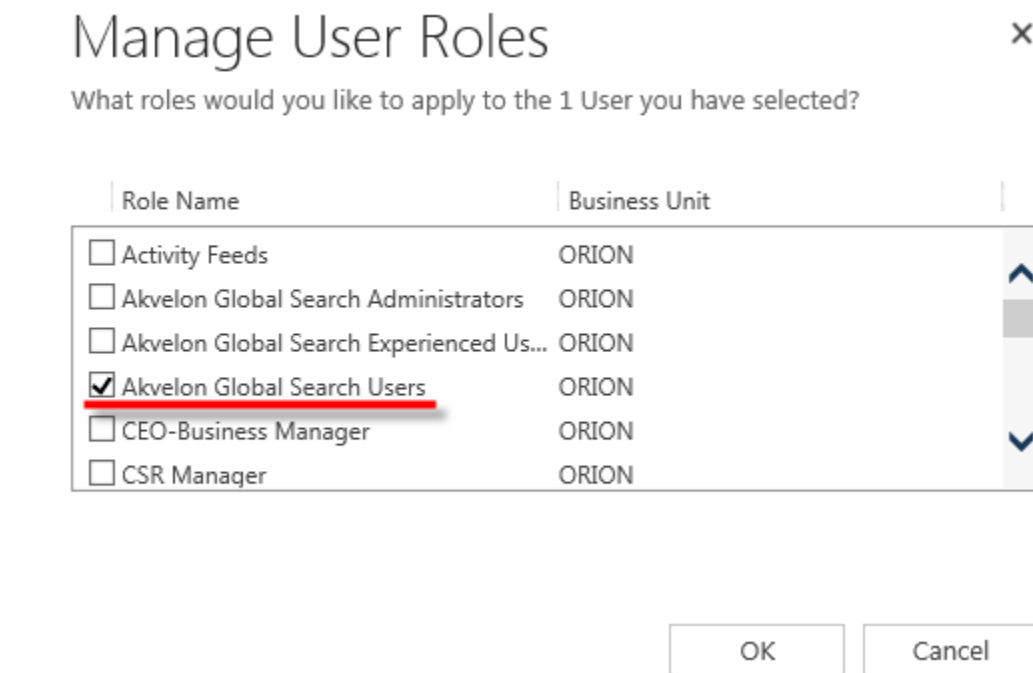 Manage User Roles
What roles would you like to apply to the 1 User you have selected?
Role Name Business Unit
Activity Feeds ORION
Akvelon Global Search Administrators ORION
Akvelon Global Search Experienced Us... ORION
Akvelon Global Search Users ORION
CEO-Business Manager ORION
CSR Manager ORION
OK Cancel